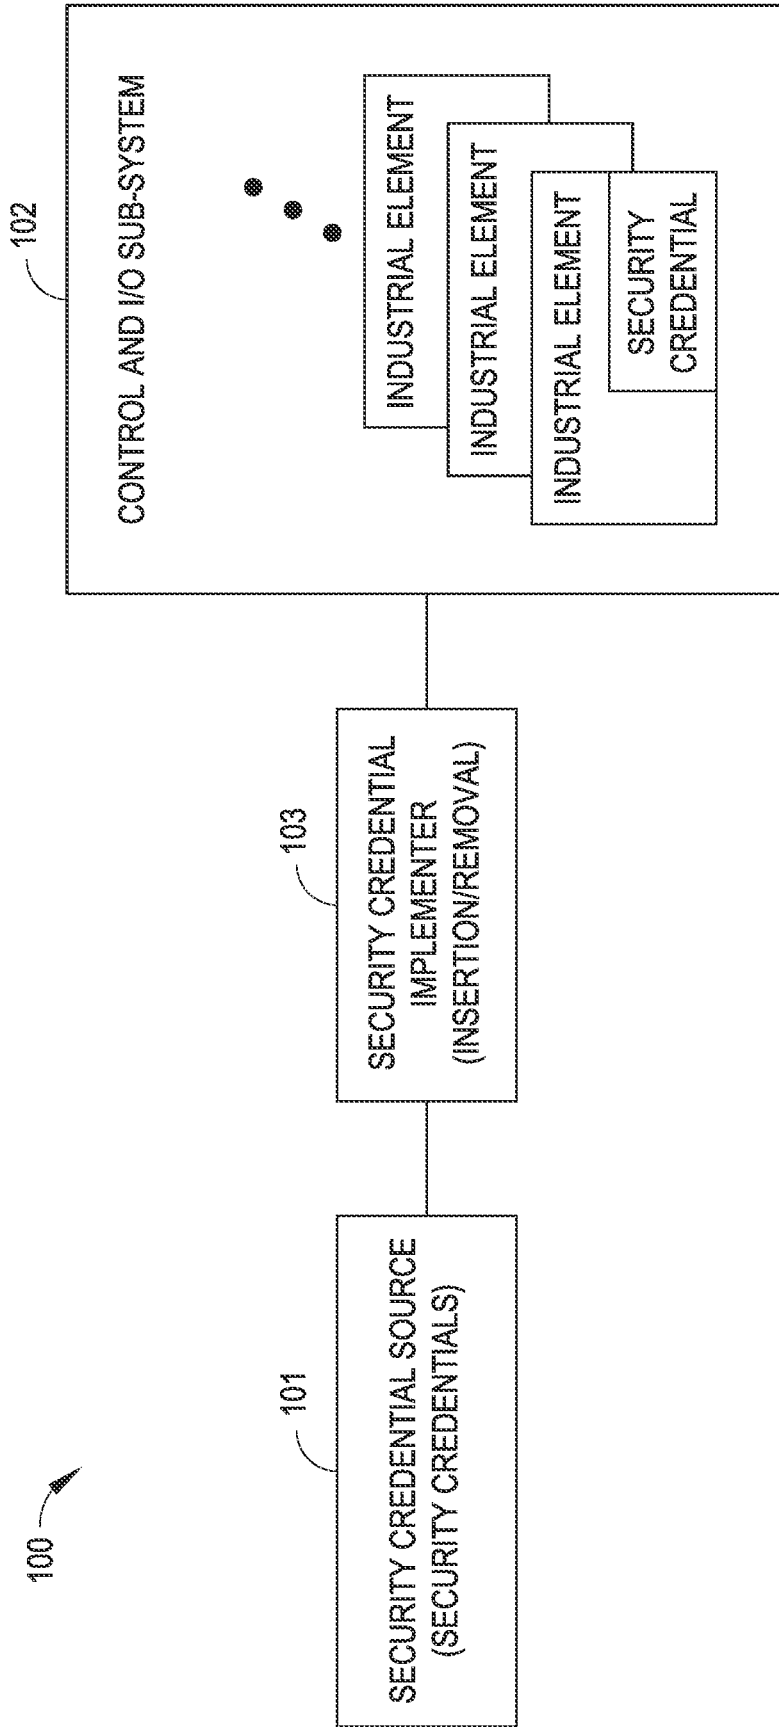 100
101
SECURITY CREDENTIAL SOURCE
(SECURITY CREDENTIALS)
103
SECURITY CREDENTIAL
IMPLEMENTER
(INSERTION/REMOVAL)
102
CONTROL AND I/O SUB-SYSTEM
INDUSTRIAL ELEMENT
INDUSTRIAL ELEMENT
INDUSTRIAL ELEMENT
SECURITY
CREDENTIAL